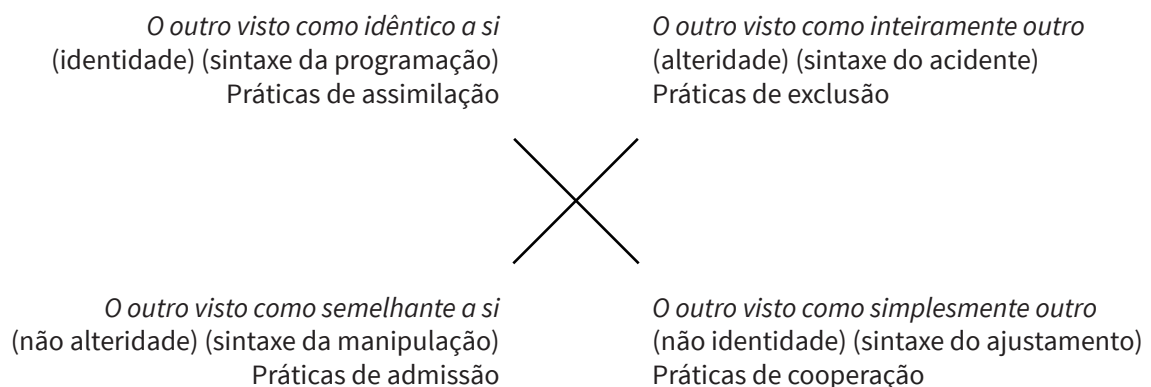 O outro visto como idêntico a si
(identidade) (sintaxe da programação)
Práticas de assimilação
O outro visto como inteiramente outro
(alteridade) (sintaxe do acidente)
Práticas de exclusão
O outro visto como semelhante a si
(não alteridade) (sintaxe da manipulação)
Práticas de admissão
O outro visto como simplesmente outro
(não identidade) (sintaxe do ajustamento)
Práticas de cooperação